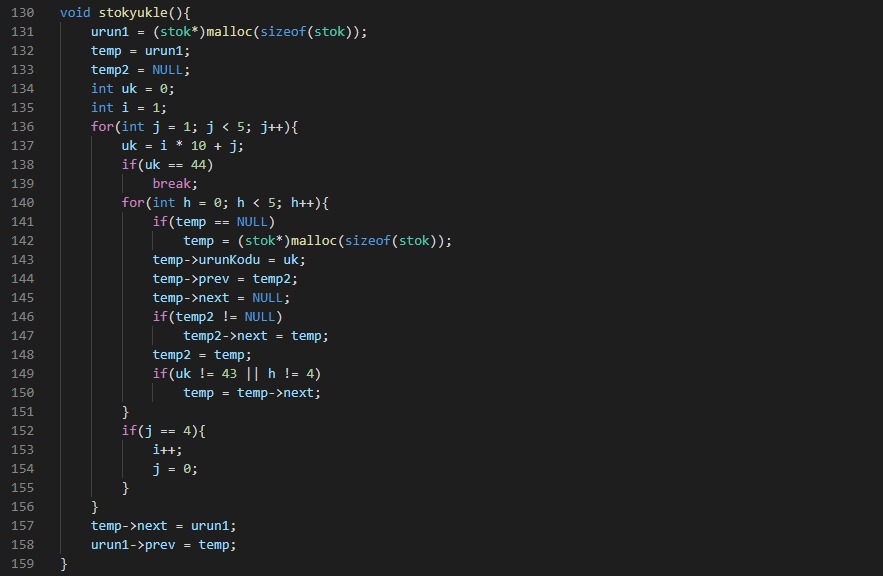 130 void stokyukle(){
131     urun1 = (stok*)malloc(sizeof(stok));
132     temp = urun1;
133     temp2 = NULL;
134     int uk = 0;
135     int i = 1;
136     for(int j = 1; j < 5; j++){
137         uk = i * 10 + j;
138         if(uk == 44)
139             break;
140         for(int h = 0; h < 5; h++){
141             if(temp == NULL)
142                 temp = (stok*)malloc(sizeof(stok));
143             temp->urunKodu = uk;
144             temp->prev = temp2;
145             temp->next = NULL;
146             if(temp2 != NULL)
147                 temp2->next = temp;
148             temp2 = temp;
149             if(uk != 43 || h != 4)
150                 temp = temp->next;
151         }
152         if(j == 4){
153             i++;
154             j = 0;
155         }
156     }
157     temp->next = urun1;
158     urun1->prev = temp;
159 }